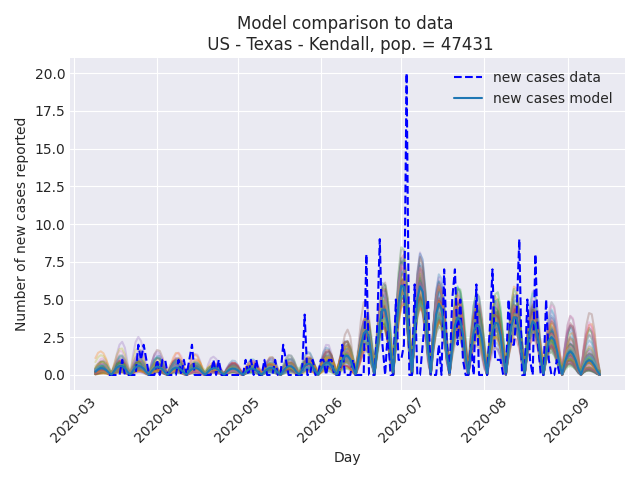 Model comparison to data
US - Texas - Kendall, pop. = 47431
new cases data
new cases model
Number of new cases reported
20.0
17.5
15.0
12.5
10.0
7.5
5.0
2.5
0.0
2020-03
2020-04
2020-05
2020-06
2020-07
2020-08
2020-09
Day